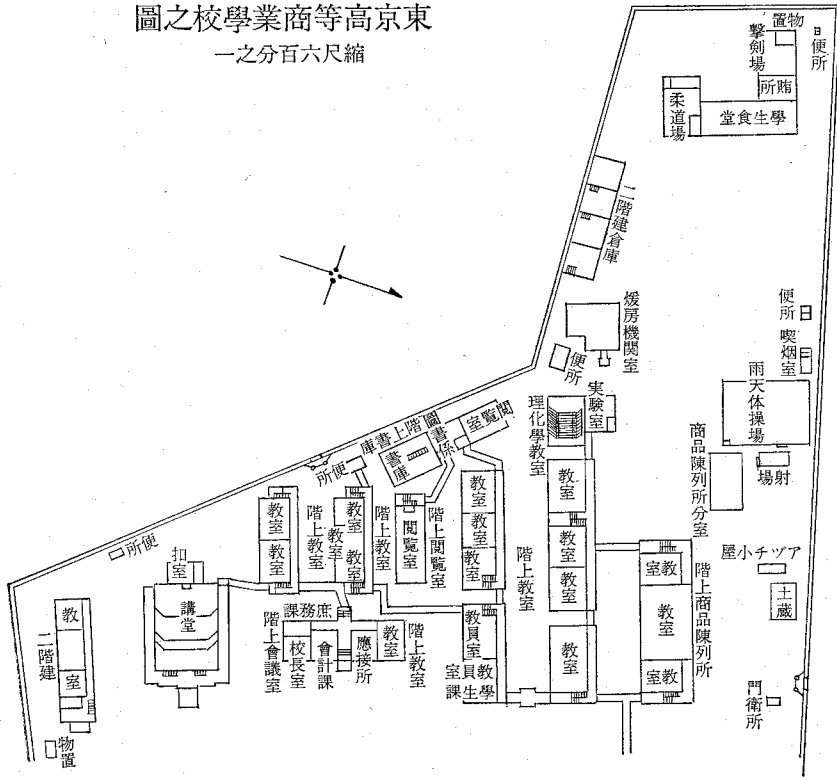 東京高等商業學校之圖
縮尺六百分之一
物置
便所
擊劍場
賄所
柔道場
學生食堂
二階建倉庫
煖房機関室
便所
便所
喫烟室
雨天体操場
射場
実驗室
理化學教室
商品陳列所分室
閲覧室
圖書係
階上書庫
書庫
便所
教室
教室
階上教室
教室
教室
階上教室
閲覧室
階上閲覧室
教室
教室
教室
階上教室
教室
教室
教室
教室
教室
教室
教室
階上商品陳列所
アヅチ小屋
土蔵
門衛所
便所
扣室
講堂
教室
二階建
物置
庶務課
階上會議室
校長室
會計課
應接所
教室
階上教室
教員室
教員室
學生課